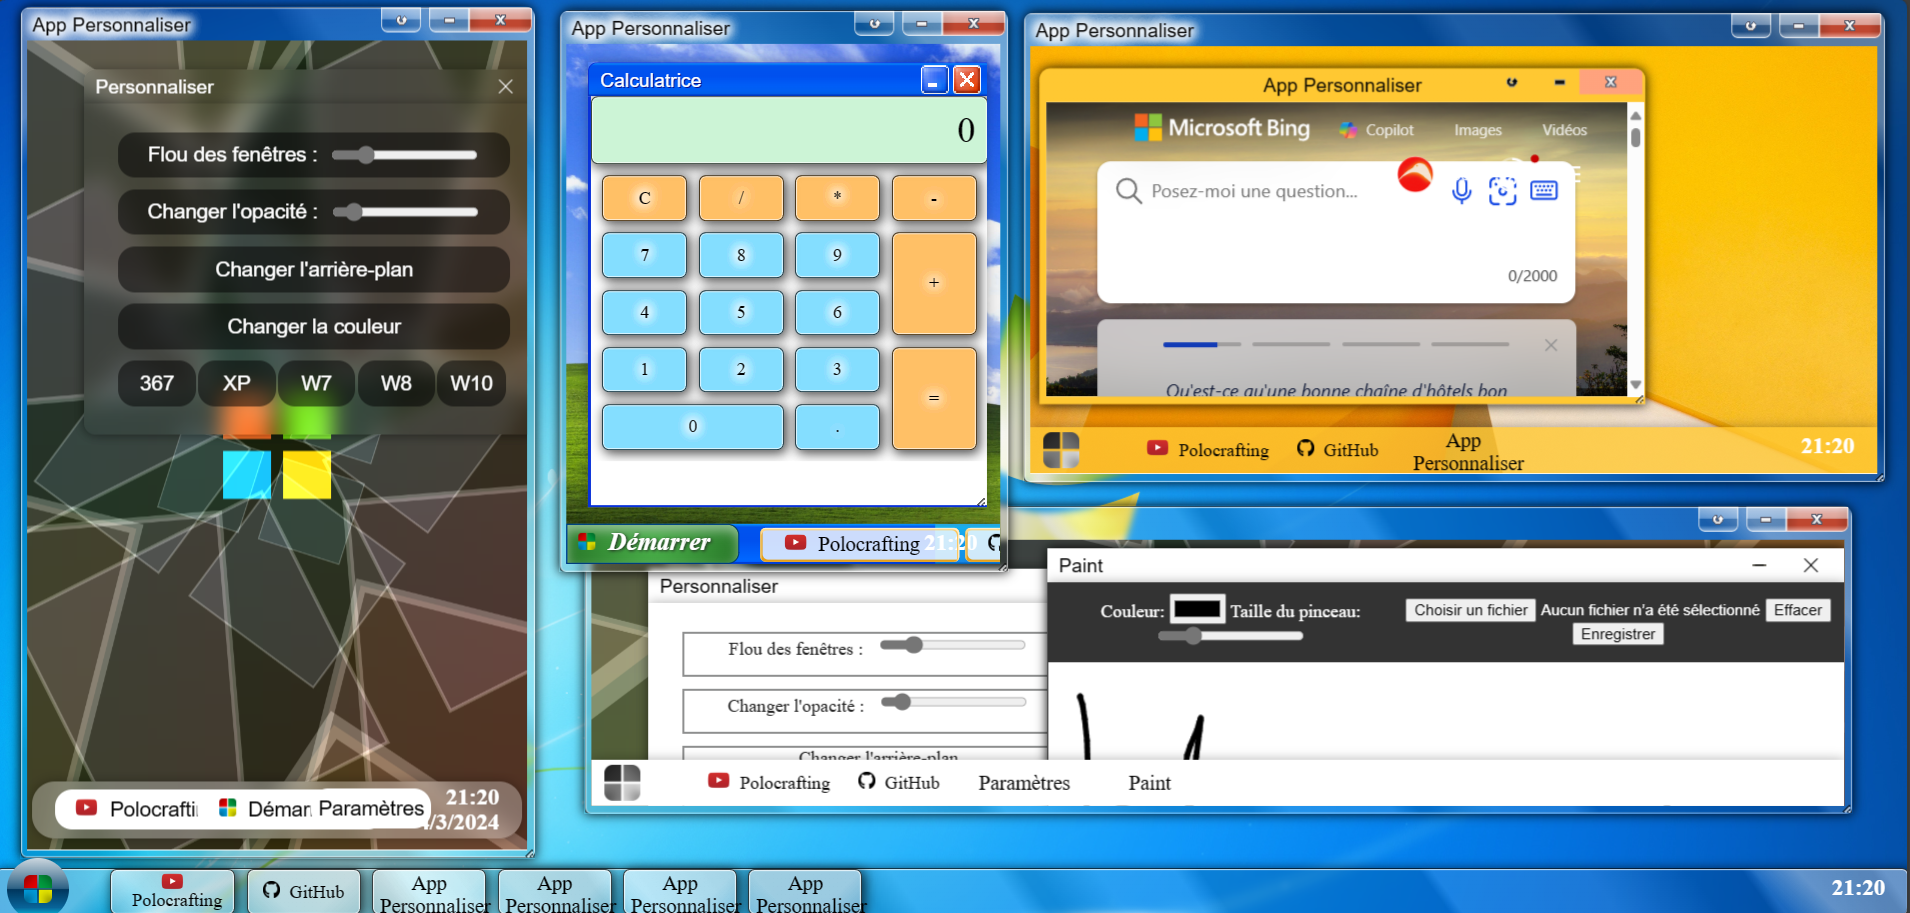 App Personnaliser
Personnaliser
Flou des fenêtres :
Changer l'opacité :
Changer l'arrière-plan
Changer la couleur
367 XP W7 W8 W10
Polocrafti Démar Paramètres
21:20
/3/2024
App Personnaliser
Calculatrice
0
C / * -
7 8 9
+
4 5 6
1 2 3
=
0 .
Démarrer Polocrafting 21:20
App Personnaliser
App Personnaliser
Microsoft Bing Copilot Images Vidéos
Posez-moi une question...
0/2000
Qu'est-ce qu'une bonne chaîne d'hôtels bon
Polocrafting GitHub App
Personnaliser
21:20
Personnaliser
Flou des fenêtres :
Changer l'opacité :
Changer l'arrière-plan
Paint
Couleur: Taille du pinceau:
Choisir un fichier Aucun fichier n'a été sélectionné Effacer
Enregistrer
Polocrafting GitHub Paramètres Paint
Polocrafting
GitHub
App
Personnaliser
App
Personnaliser
App
Personnaliser
App
Personnaliser
21:20